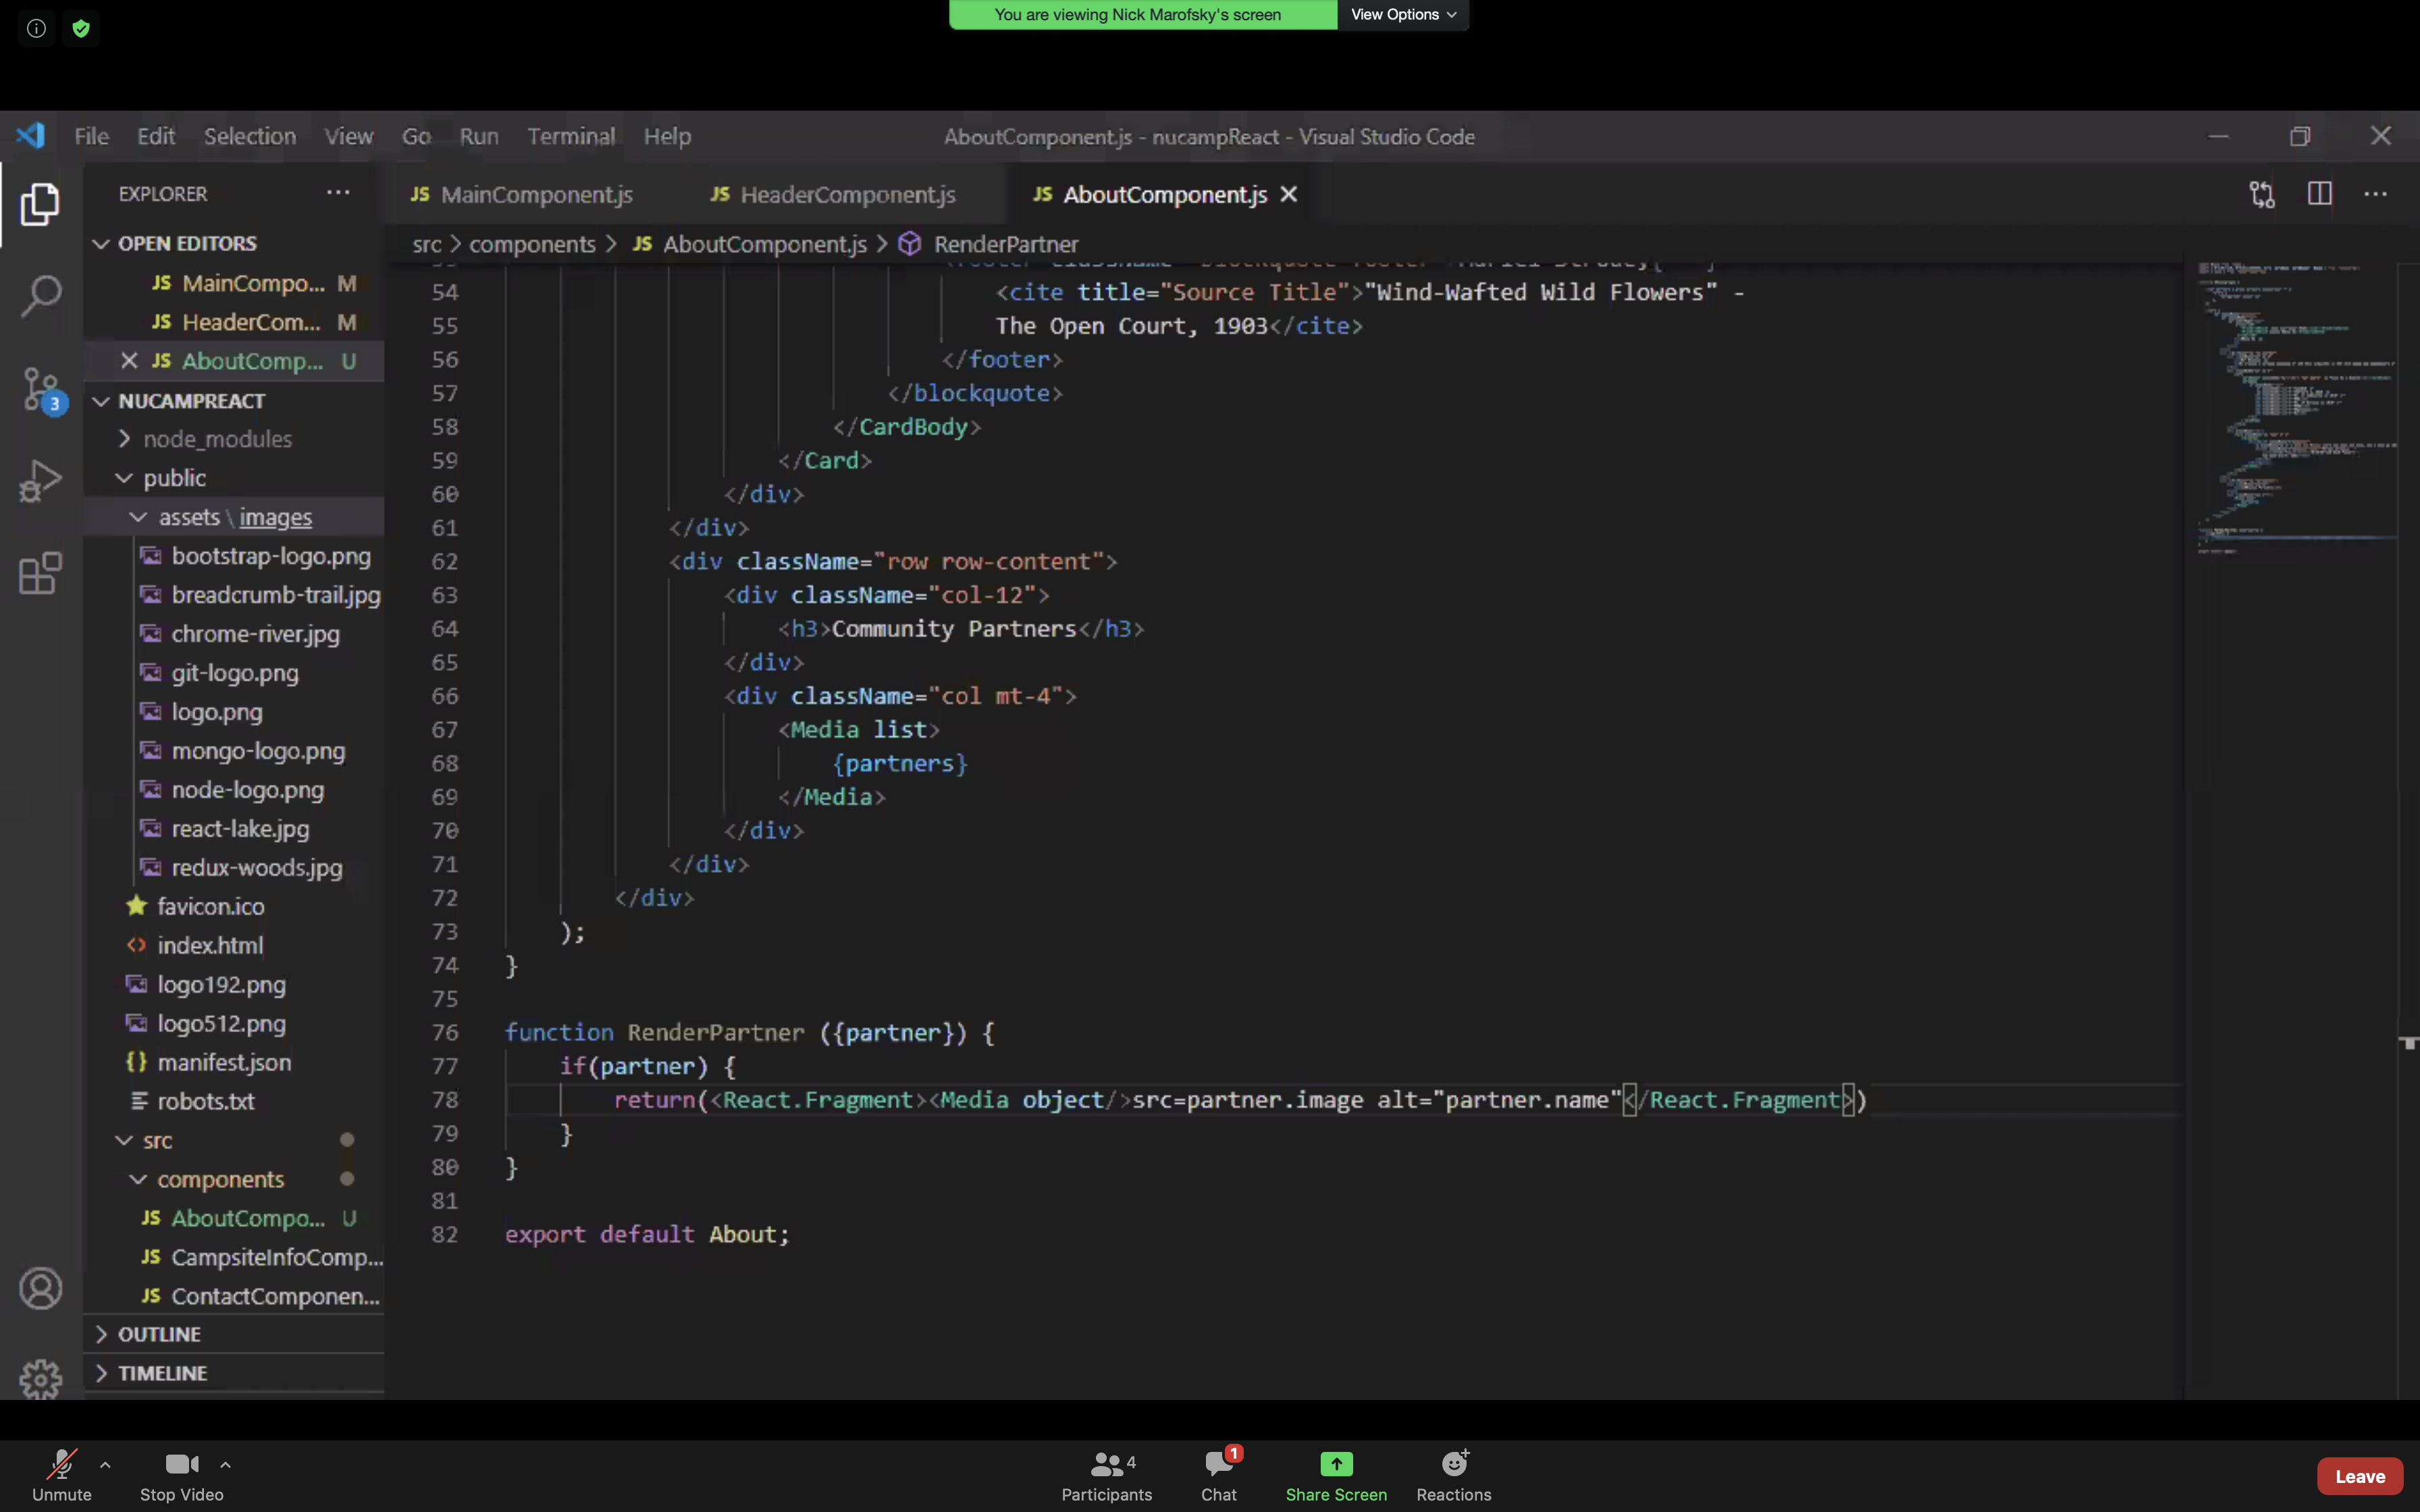 You are viewing Nick Marofsky's screen View Options
File Edit Selection View Go Run Terminal Help
AboutComponent.js - nucampReact - Visual Studio Code
EXPLORER
OPEN EDITORS
JS MainCompo... M
JS HeaderCom... M
JS AboutComp... U
NUCAMPREACT
node_modules
public
assets \ images
bootstrap-logo.png
breadcrumb-trail.jpg
chrome-river.jpg
git-logo.png
logo.png
mongo-logo.png
node-logo.png
react-lake.jpg
redux-woods.jpg
favicon.ico
index.html
logo192.png
logo512.png
manifest.json
robots.txt
src
components
JS AboutCompo... U
JS CampsiteInfoComp...
JS ContactComponen...
OUTLINE
TIMELINE
3
JS MainComponent.js JS HeaderComponent.js JS AboutComponent.js
src > components > JS AboutComponent.js > RenderPartner
54 <cite title="Source Title">"Wind-Wafted Wild Flowers" -
55 The Open Court, 1903</cite>
56 </footer>
57 </blockquote>
58 </CardBody>
59 </Card>
60 </div>
61 </div>
62 <div className="row row-content">
63 <div className="col-12">
64 <h3>Community Partners</h3>
65 </div>
66 <div className="col mt-4">
67 <Media list>
68 {partners}
69 </Media>
70 </div>
71 </div>
72 </div>
73 );
74 }
75
76 function RenderPartner ({partner}) {
77 if(partner) {
78 return(<React.Fragment><Media object/>src=partner.image alt="partner.name"</React.Fragment>)
79 }
80 }
81
82 export default About;
Unmute Stop Video Participants 4 Chat 1 Share Screen Reactions Leave